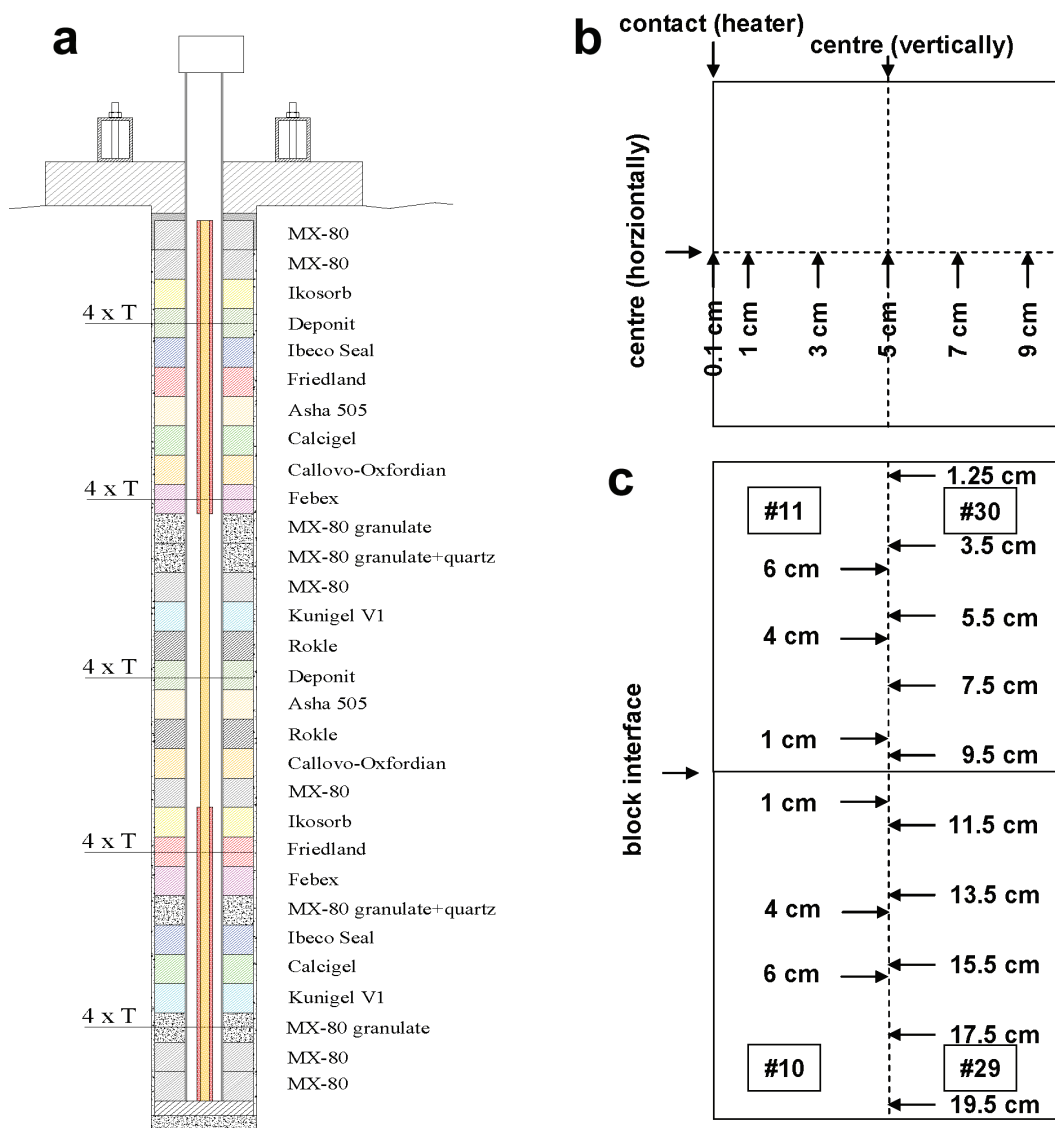 a
MX-80
MX-80
Ikosorb
4 x T
Deponit
Ibeco Seal
Friedland
Asha 505
Calcigel
Callovo-Oxfordian
4 x T
Febex
MX-80 granulate
MX-80 granulate+quartz
MX-80
Kunigel V1
Rokle
4 x T
Deponit
Asha 505
Rokle
Callovo-Oxfordian
MX-80
Ikosorb
4 x T
Friedland
Febex
MX-80 granulate+quartz
Ibeco Seal
Calcigel
Kunigel V1
4 x T
MX-80 granulate
MX-80
MX-80
b
contact (heater)
centre (vertically)
centre (horziontally)
0.1 cm
1 cm
3 cm
5 cm
7 cm
9 cm
c
1.25 cm
#11
#30
3.5 cm
6 cm
5.5 cm
4 cm
7.5 cm
1 cm
9.5 cm
block interface
1 cm
11.5 cm
13.5 cm
4 cm
15.5 cm
6 cm
17.5 cm
#10
#29
19.5 cm